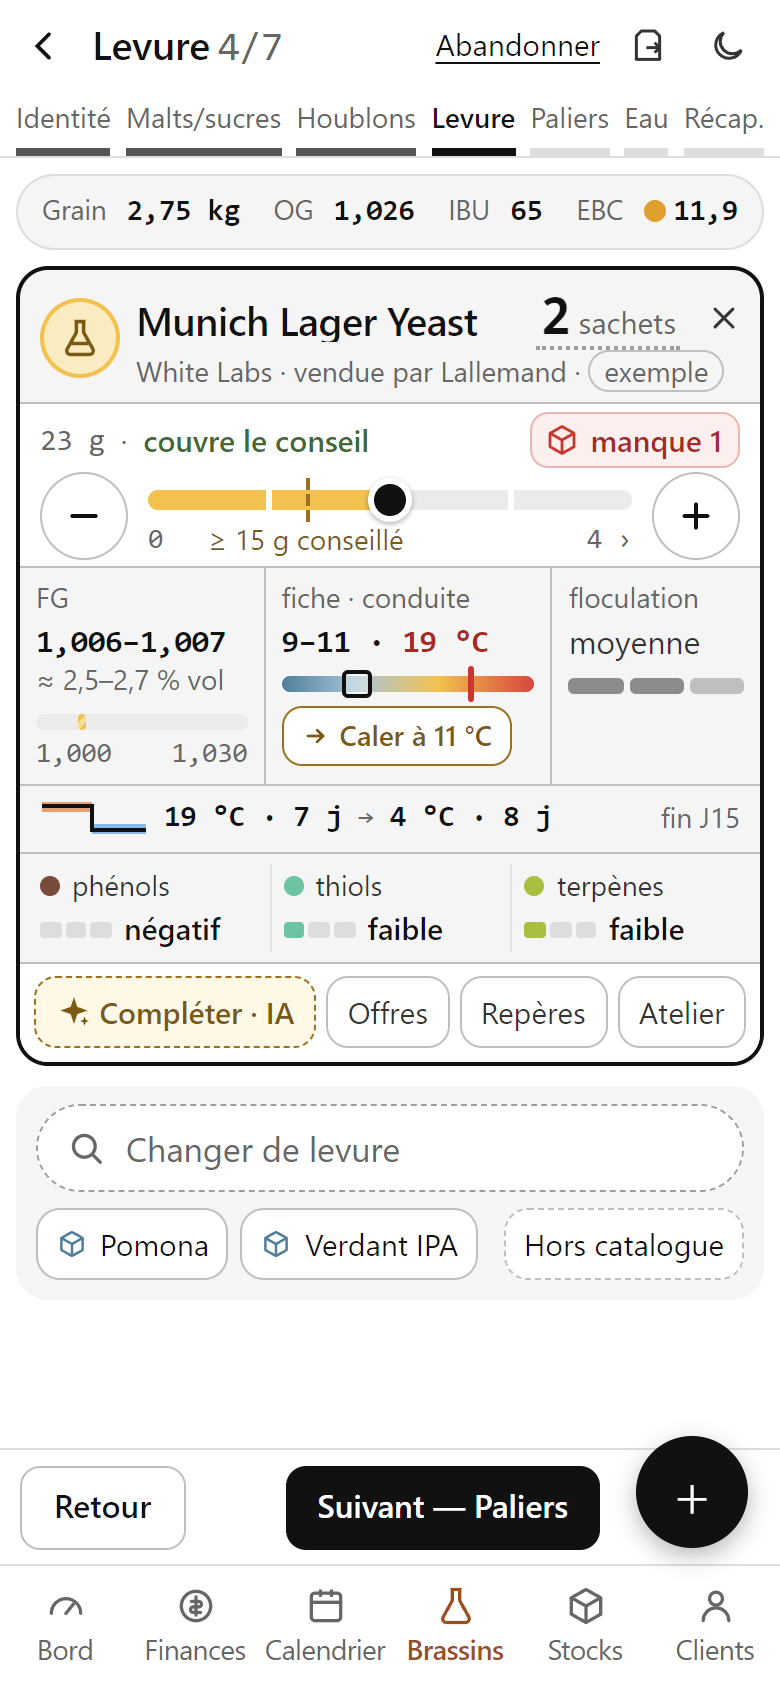 Levure 4/7 Abandonner
Identité Malts/sucres Houblons Levure Paliers Eau Récap.
Grain 2,75 kg OG 1,026 IBU 65 EBC 11,9
Munich Lager Yeast 2 sachets
White Labs · vendue par Lallemand · exemple
23 g · couvre le conseil manque 1
0 ≥ 15 g conseillé 4 ›
FG fiche · conduite floculation
1,006–1,007 9–11 · 19 °C moyenne
≈ 2,5–2,7 % vol
→ Caler à 11 °C
1,000 1,030
19 °C · 7 j → 4 °C · 8 j fin J15
phénols thiols terpènes
négatif faible faible
Compléter · IA Offres Repères Atelier
Changer de levure
Pomona Verdant IPA Hors catalogue
Retour Suivant — Paliers +
Bord Finances Calendrier Brassins Stocks Clients